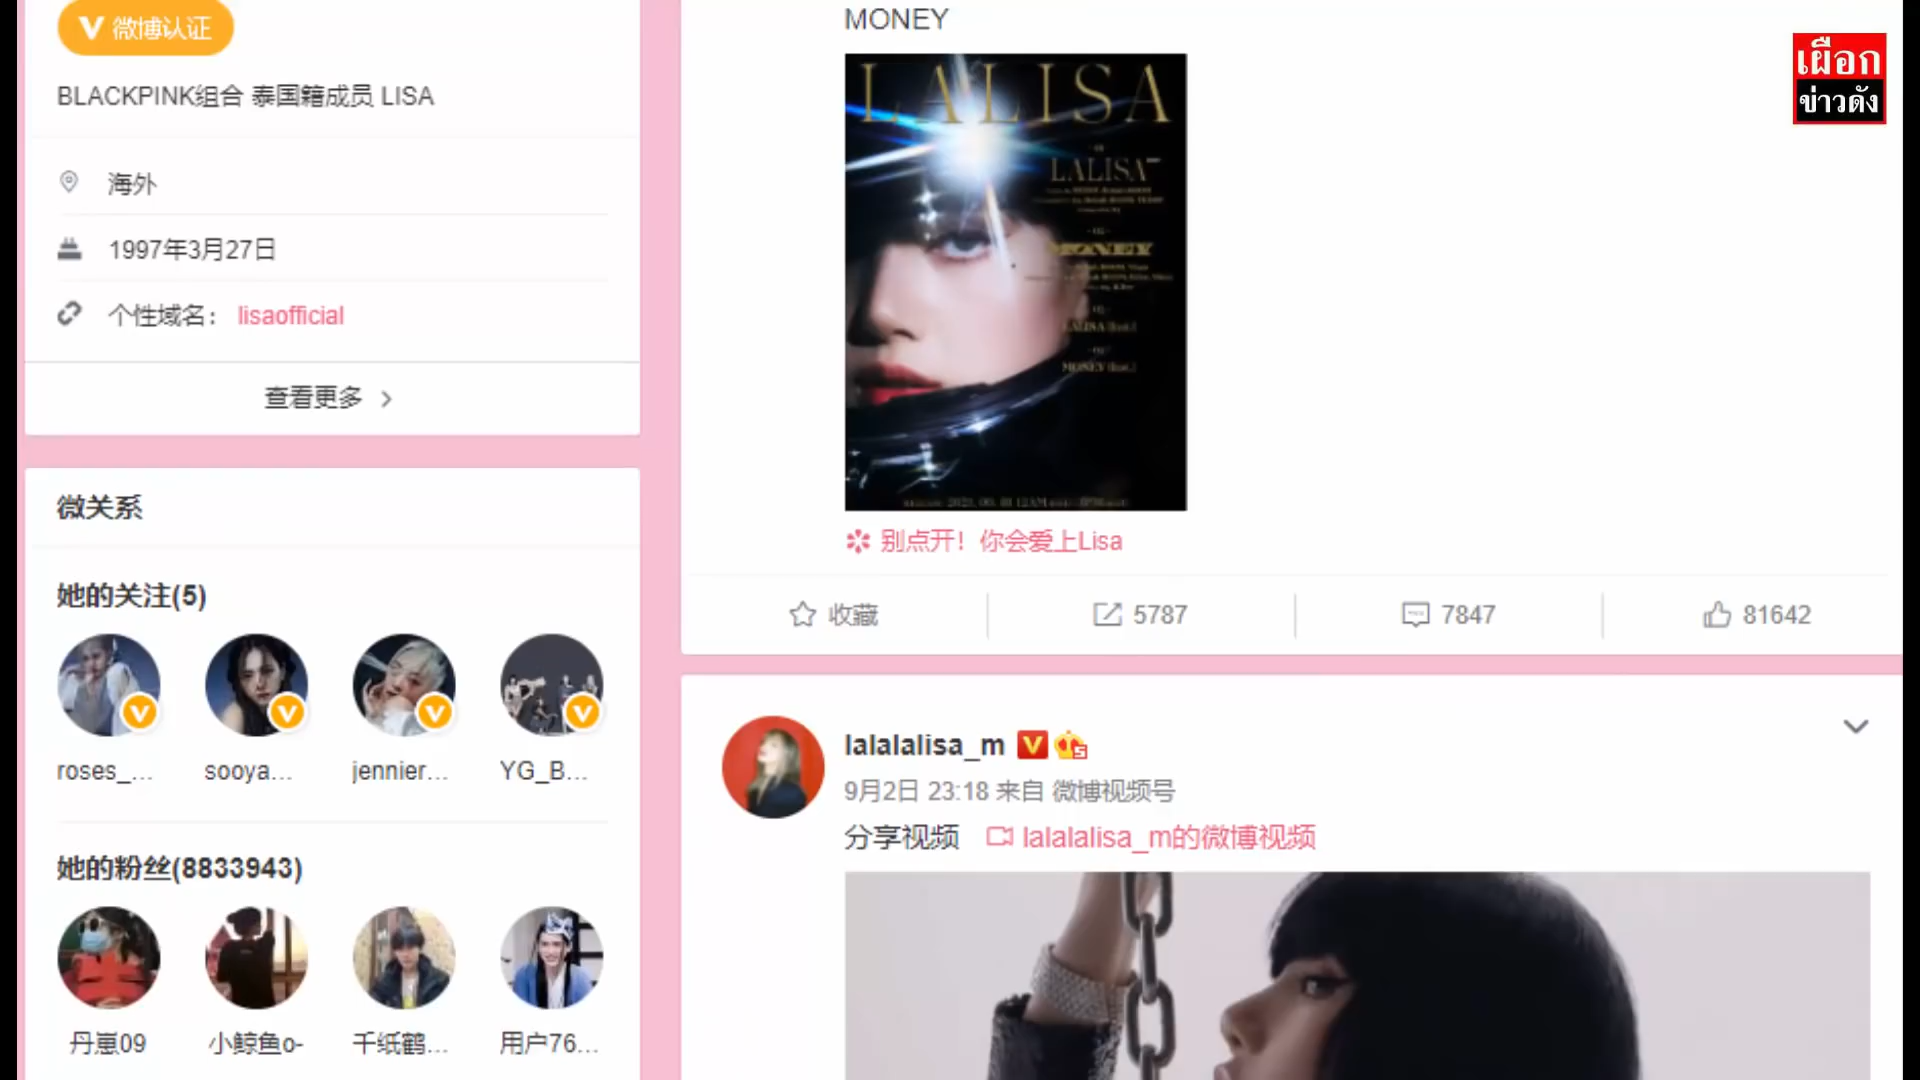 微博认证
BLACKPINK组合 泰国籍成员 LISA
海外
1997年3月27日
个性域名： lisaofficial
查看更多
微关系
她的关注(5)
roses_...
sooya...
jennier...
YG_B...
她的粉丝(8833943)
丹崽09
小鲸鱼o-
千纸鹤...
用户76...
MONEY
LALISA
LALISA
MONEY
LALISA
MONEY
别点开！你会爱上Lisa
收藏
5787
7847
81642
lalalalisa_m
9月2日 23:18 来自 微博视频号
分享视频 lalalalisa_m的微博视频
เผือก
ข่าวดัง